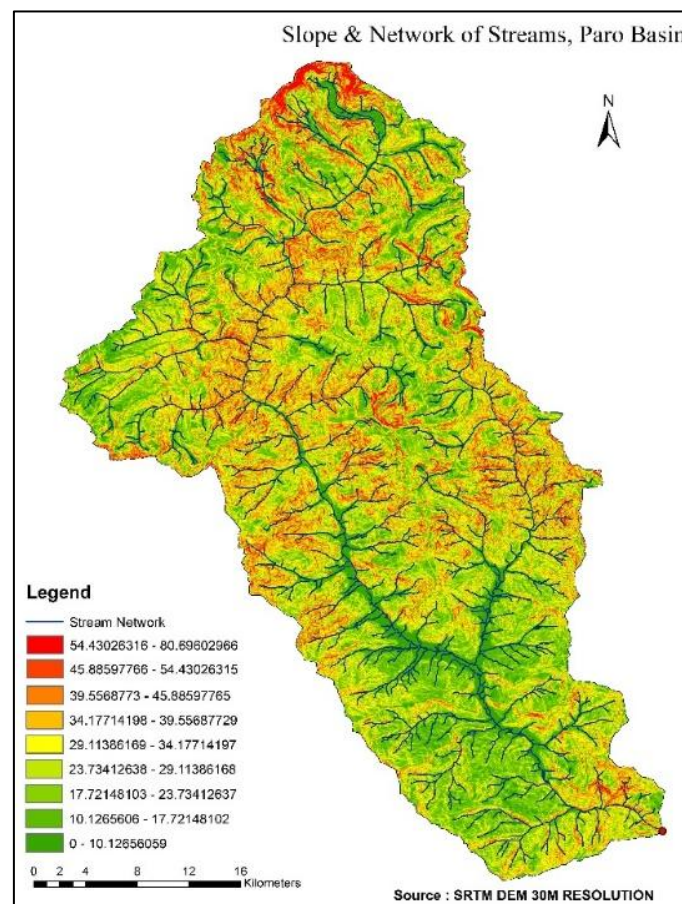 Slope & Network of Streams, Paro Basin
N
Legend
Stream Network
54.43026316 - 80.69602966
45.88597766 - 54.43026315
39.5568773 - 45.88597765
34.17714198 - 39.55687729
29.11386169 - 34.17714197
23.73412638 - 29.11386168
17.72148103 - 23.73412637
10.1265606 - 17.72148102
0 - 10.12656059
0 2 4 8 12 16
Kilometers
Source : SRTM DEM 30M RESOLUTION